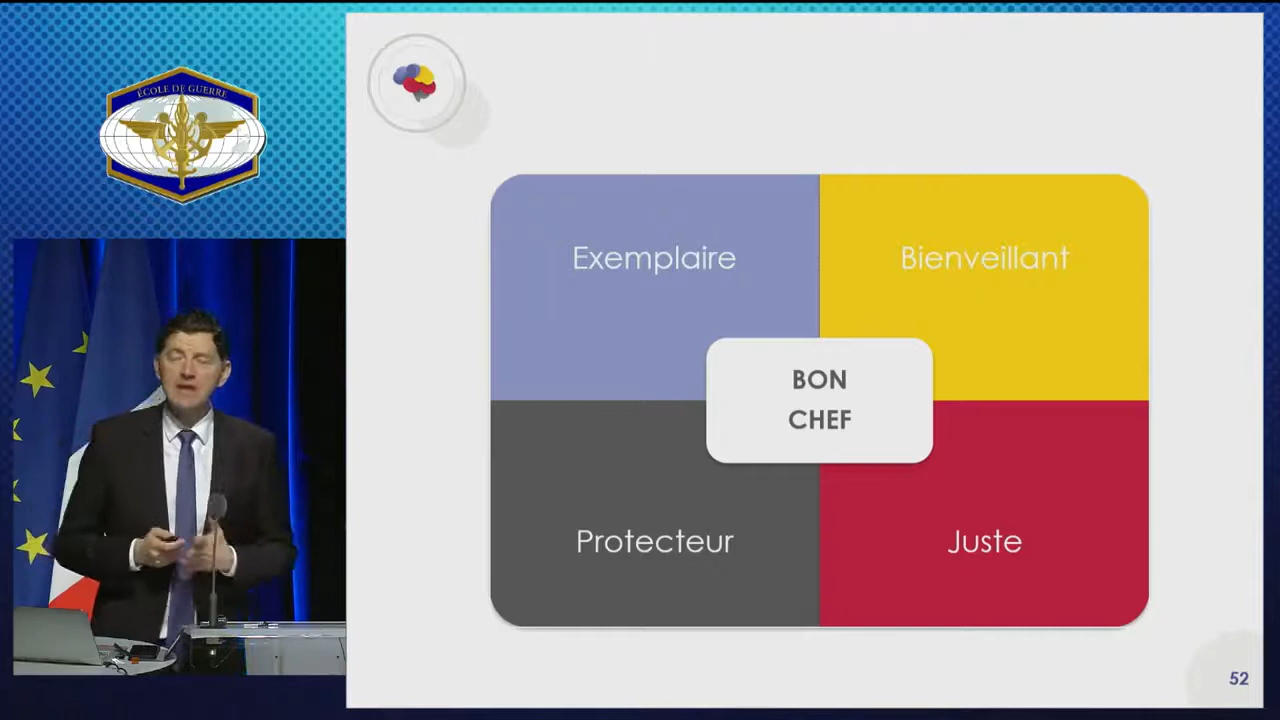 ÉCOLE DE GUERRE
Exemplaire
Bienveillant
BON
CHEF
Protecteur
Juste
52